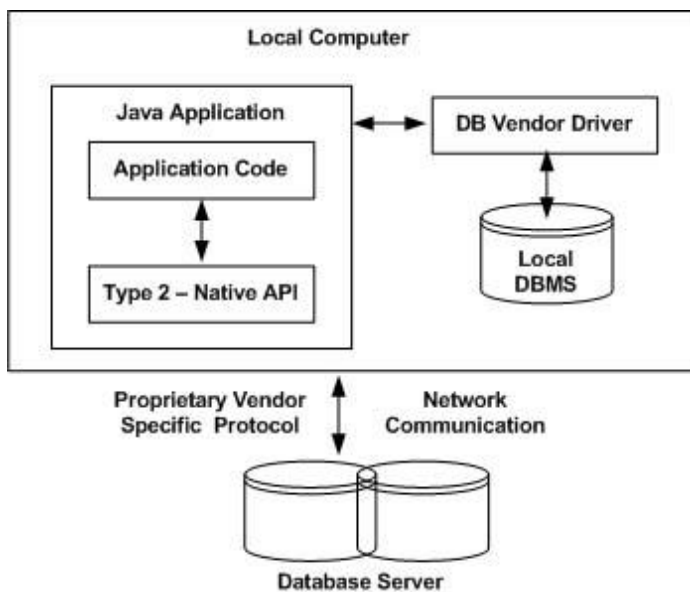 Local Computer
Java Application
Application Code
Type 2 – Native API
DB Vendor Driver
Local
DBMS
Proprietary Vendor
Specific Protocol
Network
Communication
Database Server